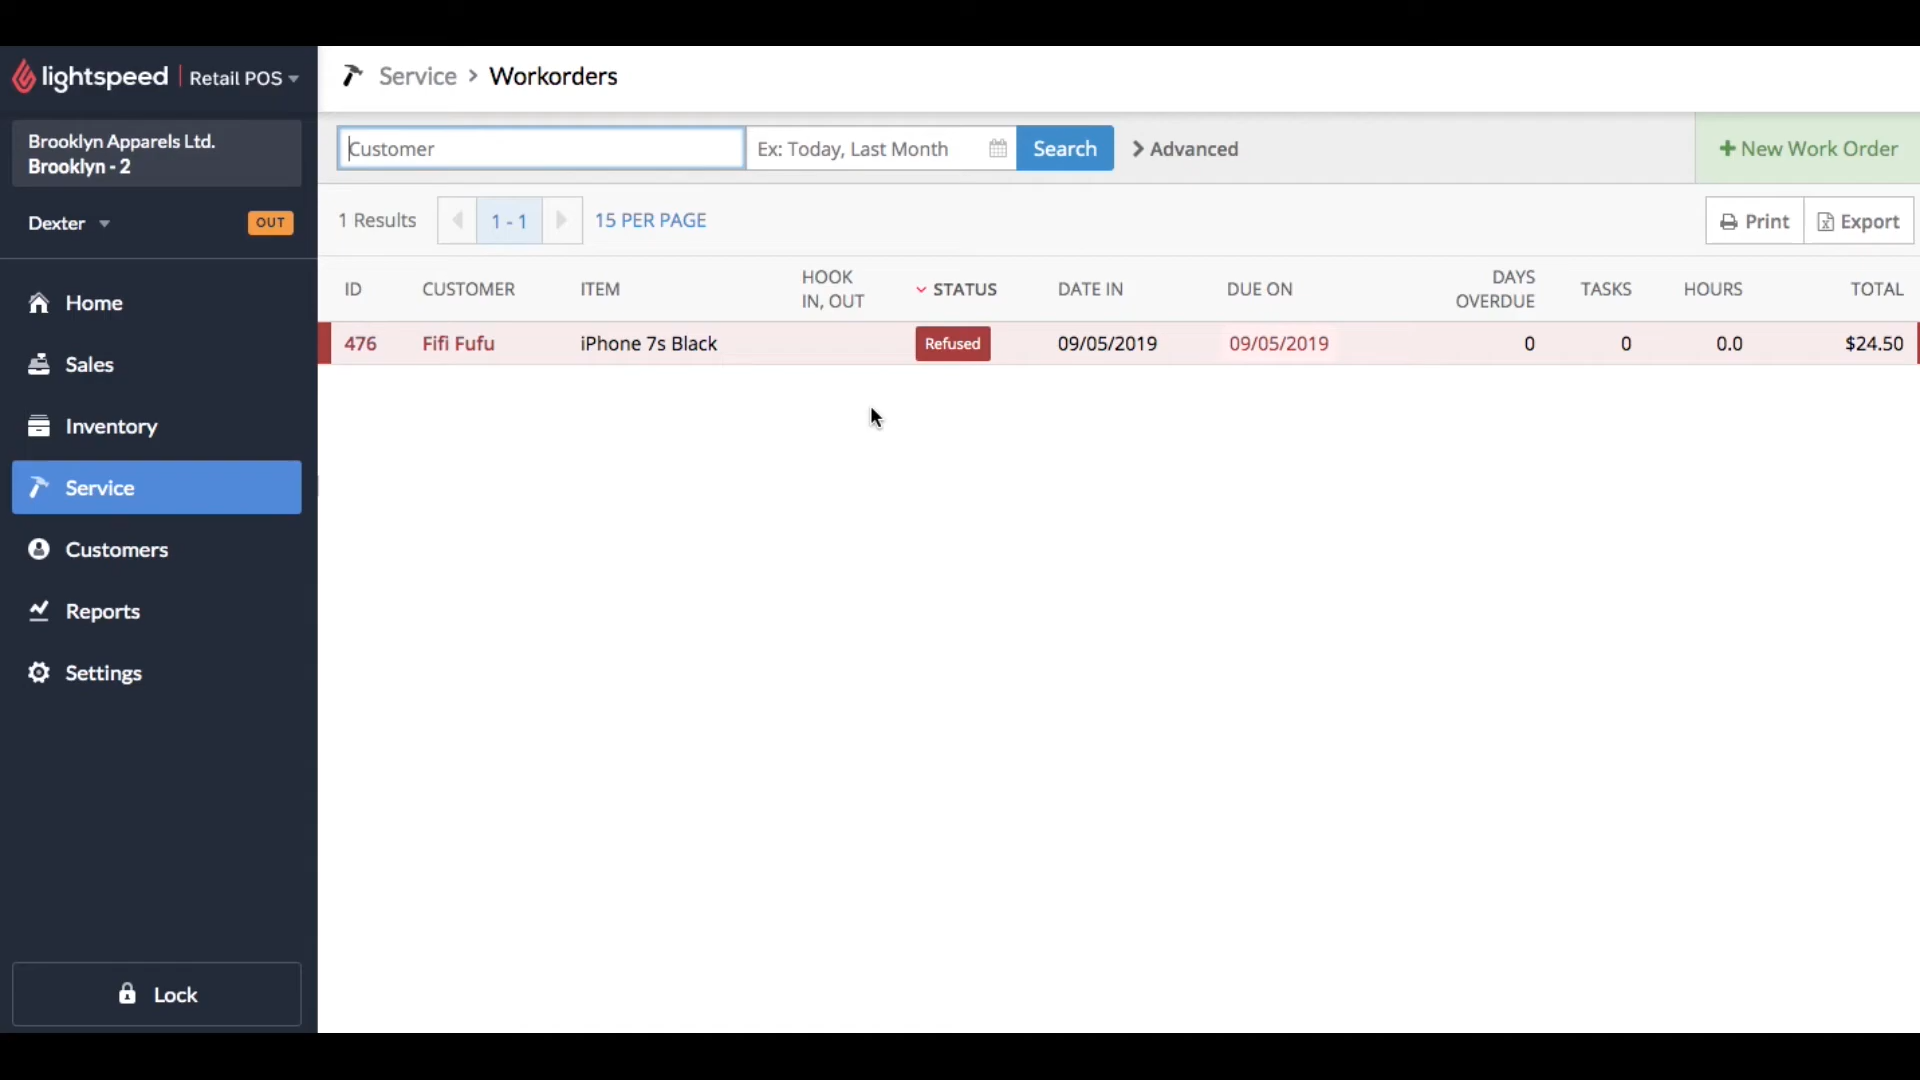 lightspeed | Retail POS
Service > Workorders
Brooklyn Apparels Ltd.
Brooklyn - 2
Customer
Ex: Today, Last Month
Search
> Advanced
+ New Work Order
Dexter
OUT
1 Results
1 - 1
15 PER PAGE
Print
Export
ID CUSTOMER ITEM HOOK IN, OUT STATUS DATE IN DUE ON DAYS OVERDUE TASKS HOURS TOTAL
476 Fifi Fufu iPhone 7s Black Refused 09/05/2019 09/05/2019 0 0 0.0 $24.50
Home
Sales
Inventory
Service
Customers
Reports
Settings
Lock